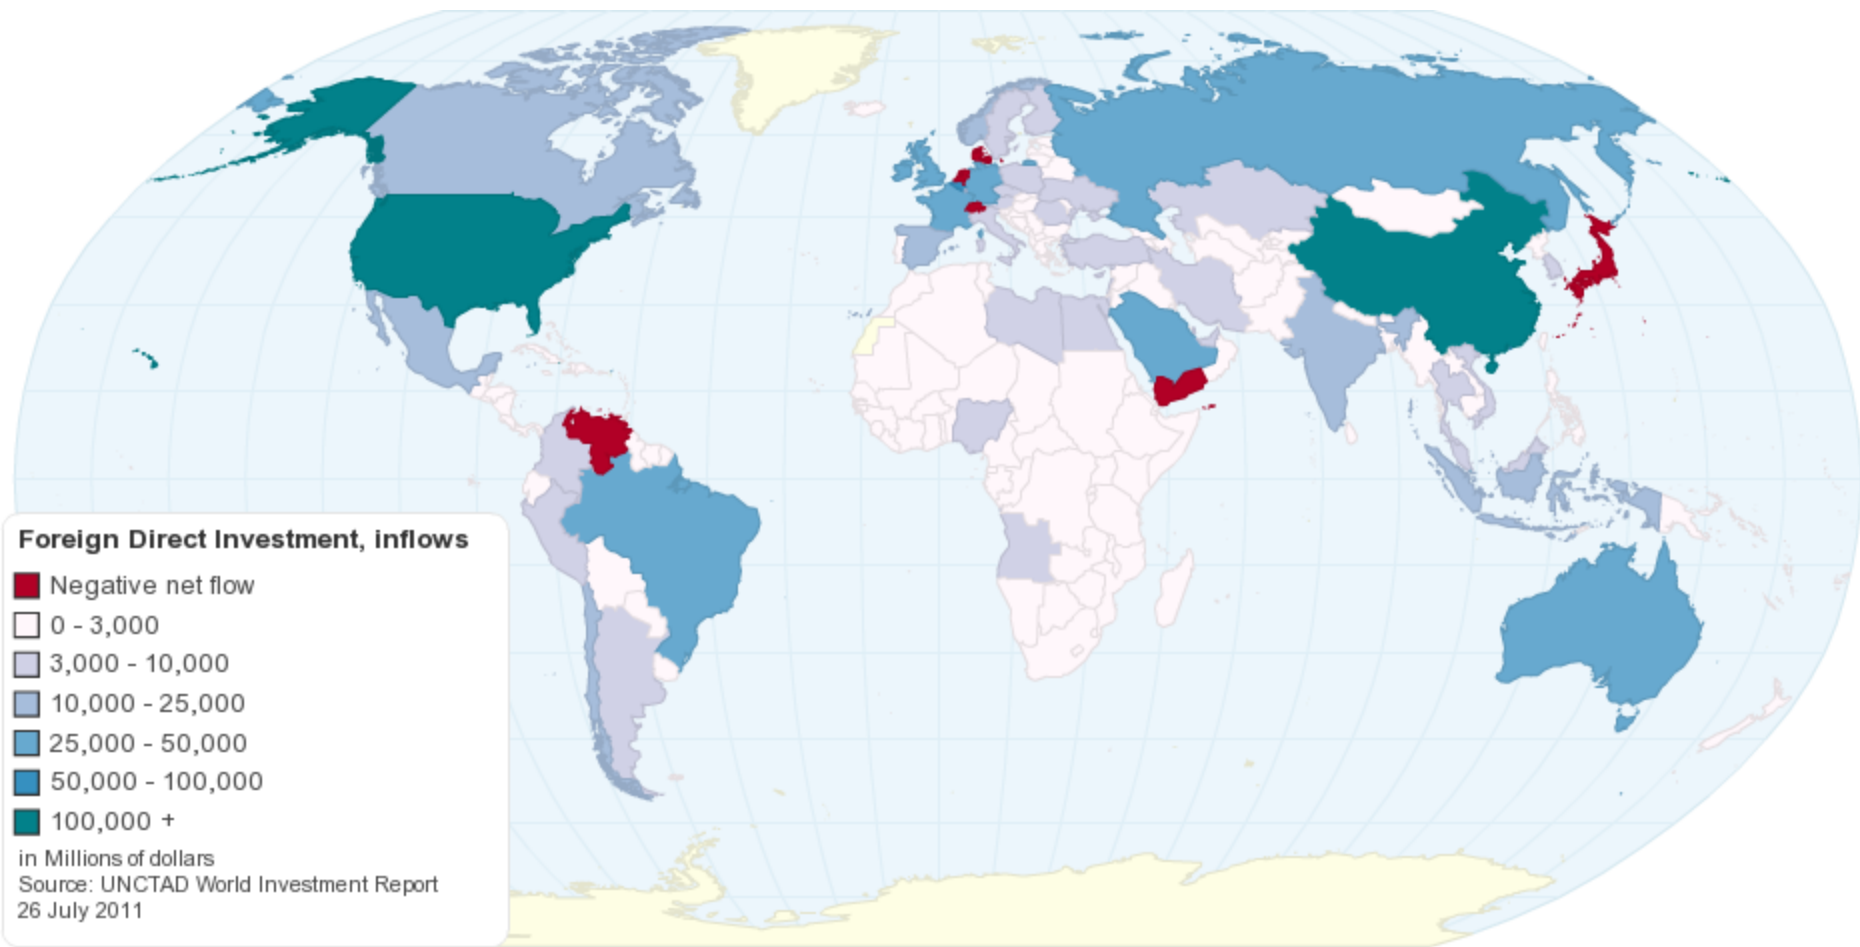 Foreign Direct Investment, inflows
Negative net flow
0 - 3,000
3,000 - 10,000
10,000 - 25,000
25,000 - 50,000
50,000 - 100,000
100,000 +
in Millions of dollars
Source: UNCTAD World Investment Report
26 July 2011